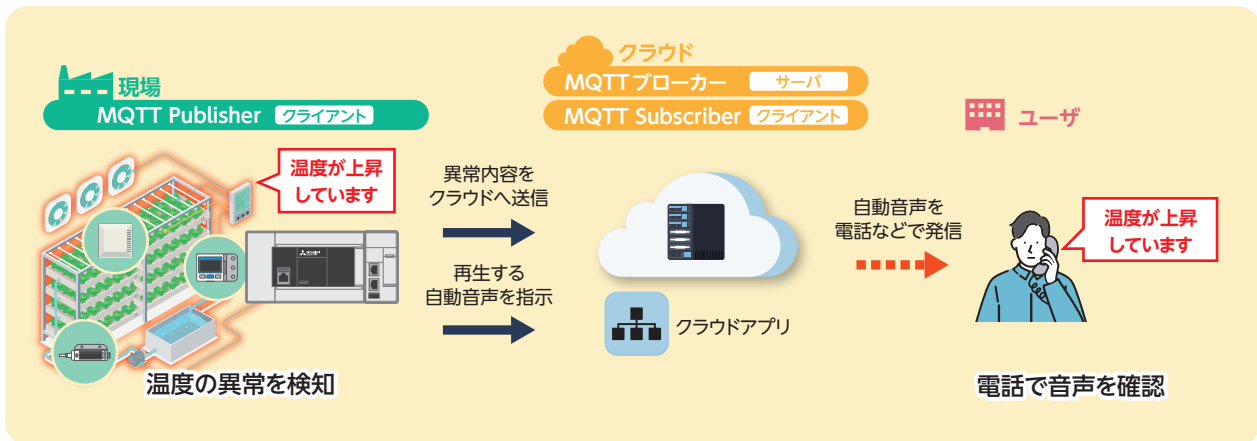 現場
MQTT Publisher クライアント
温度が上昇
しています
温度の異常を検知
異常内容を
クラウドへ送信
再生する
自動音声を指示
クラウド
MQTT ブローカー サーバ
MQTT Subscriber クライアント
クラウドアプリ
自動音声を
電話などで発信
ユーザ
温度が上昇
しています
電話で音声を確認